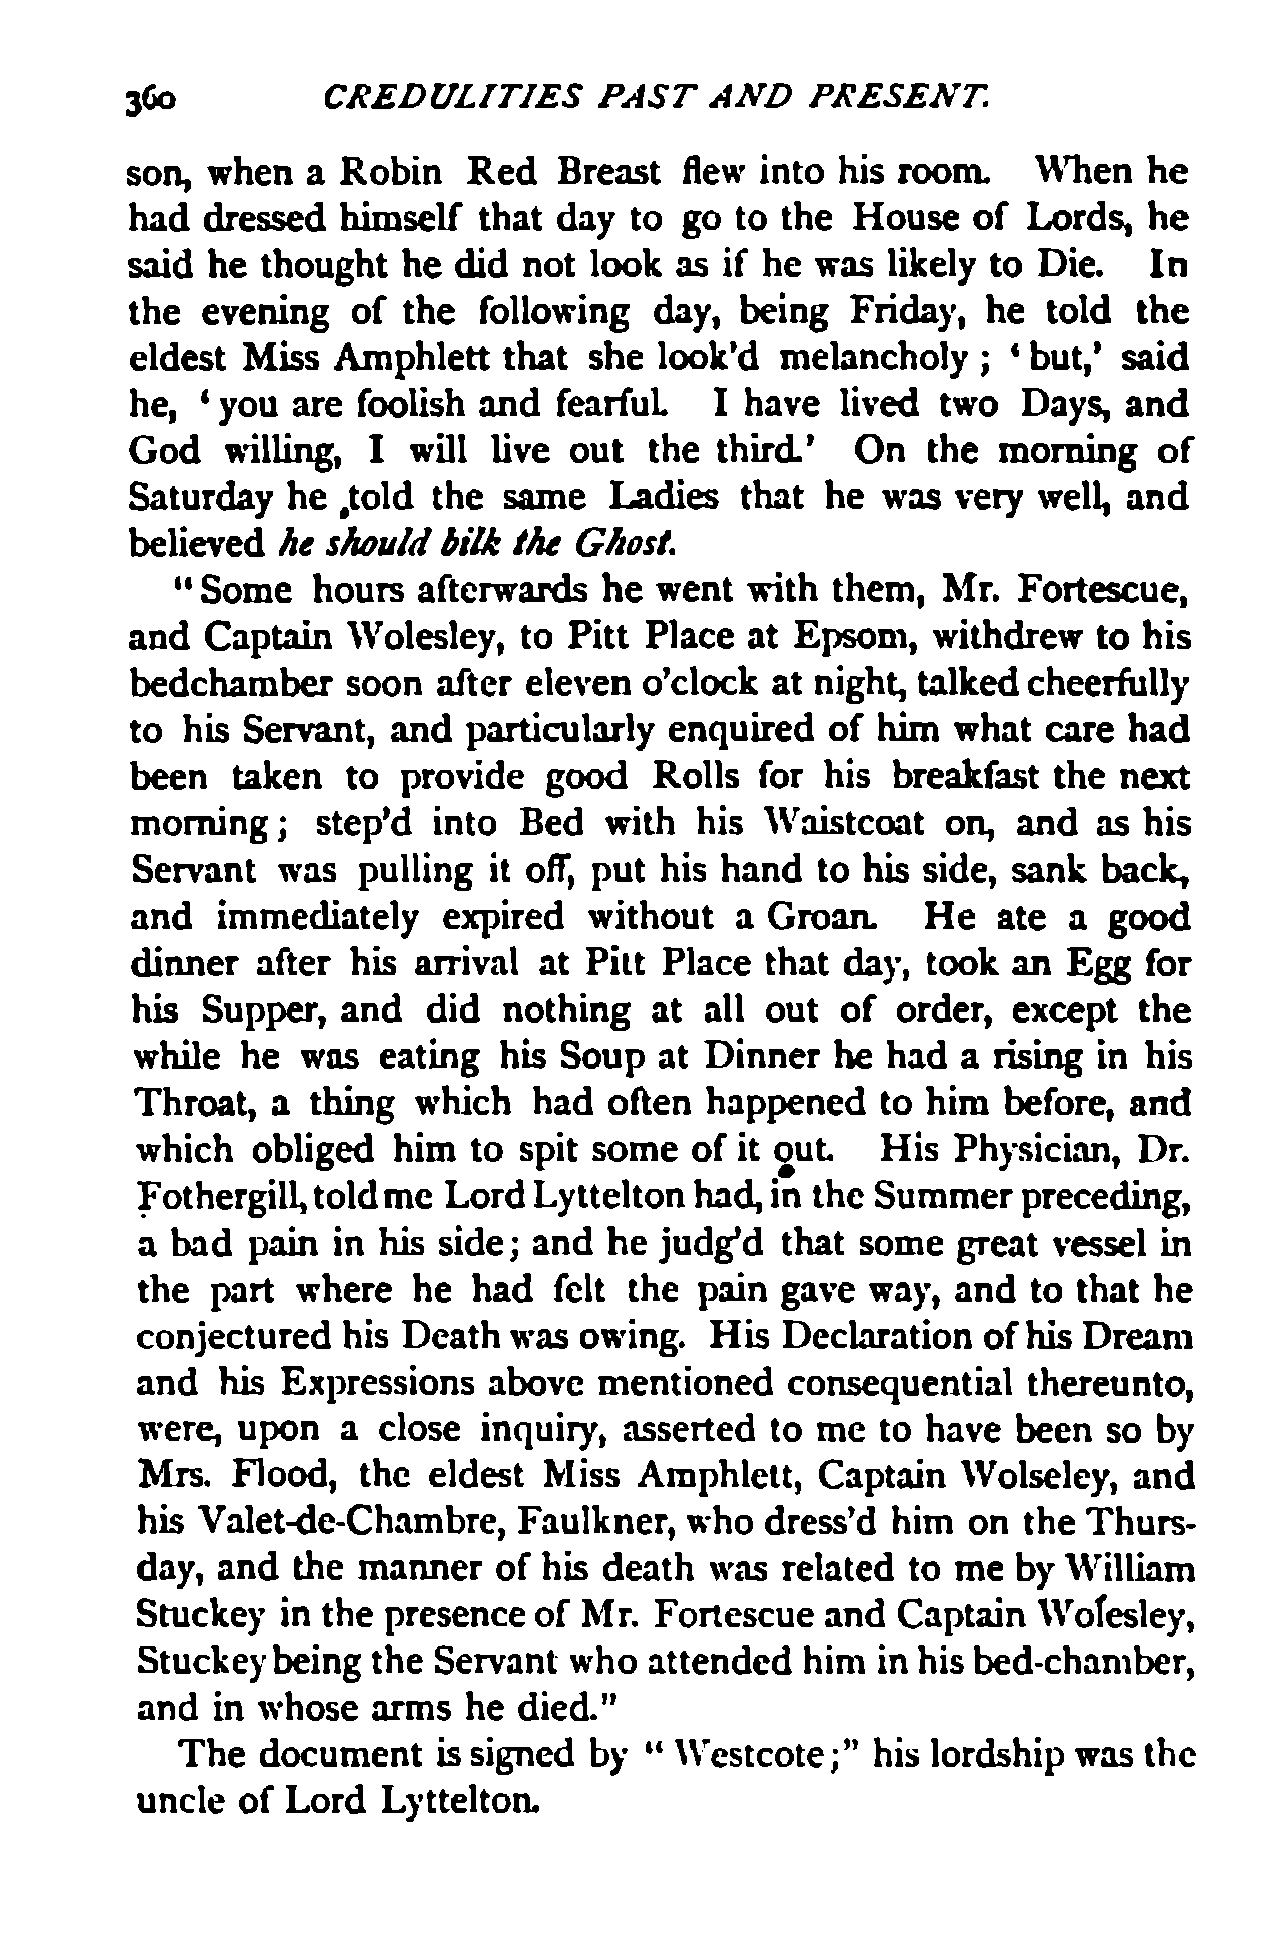 360 CREDULITIES PAST AND PRESENT.
son, when a Robin Red Breast flew into his room. When he
had dressed himself that day to go to the House of Lords, he
said he thought he did not look as if he was likely to Die. In
the evening of the following day, being Friday, he told the
eldest Miss Amphlett that she look'd melancholy ; ‘ but,’ said
he, ‘ you are foolish and fearful. I have lived two Days, and
God willing, I will live out the third.’ On the morning of
Saturday he told the same Ladies that he was very well, and
believed he should bilk the Ghost.
“ Some hours afterwards he went with them, Mr. Fortescue,
and Captain Wolesley, to Pitt Place at Epsom, withdrew to his
bedchamber soon after eleven o'clock at night, talked cheerfully
to his Servant, and particularly enquired of him what care had
been taken to provide good Rolls for his breakfast the next
morning ; step'd into Bed with his Waistcoat on, and as his
Servant was pulling it off, put his hand to his side, sank back,
and immediately expired without a Groan. He ate a good
dinner after his arrival at Pitt Place that day, took an Egg for
his Supper, and did nothing at all out of order, except the
while he was eating his Soup at Dinner he had a rising in his
Throat, a thing which had often happened to him before, and
which obliged him to spit some of it out. His Physician, Dr.
Fothergill, told me Lord Lyttelton had, in the Summer preceding,
a bad pain in his side ; and he judg'd that some great vessel in
the part where he had felt the pain gave way, and to that he
conjectured his Death was owing. His Declaration of his Dream
and his Expressions above mentioned consequential thereunto,
were, upon a close inquiry, asserted to me to have been so by
Mrs. Flood, the eldest Miss Amphlett, Captain Wolseley, and
his Valet-de-Chambre, Faulkner, who dress'd him on the Thurs-
day, and the manner of his death was related to me by William
Stuckey in the presence of Mr. Fortescue and Captain Wolesley,
Stuckey being the Servant who attended him in his bed-chamber,
and in whose arms he died.”
The document is signed by “ Westcote ;” his lordship was the
uncle of Lord Lyttelton.